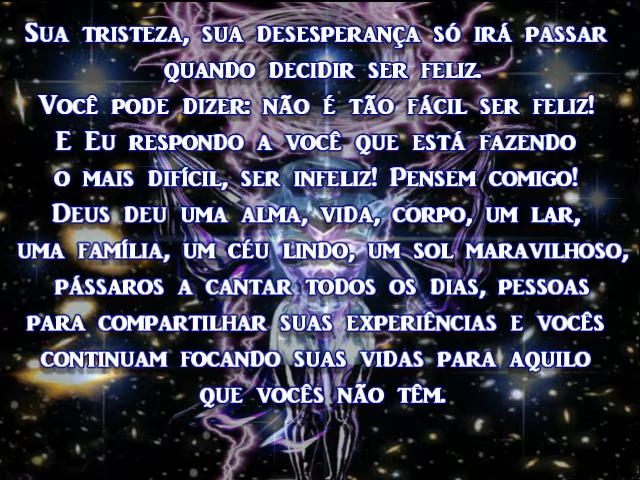 Sua tristeza, sua desesperança só irá passar
quando decidir ser feliz.
Você pode dizer: não é tão fácil ser feliz!
E Eu respondo a você que está fazendo
o mais difícil, ser infeliz! Pensem comigo!
Deus deu uma alma, vida, corpo, um lar,
uma família, um céu lindo, um sol maravilhoso,
pássaros a cantar todos os dias, pessoas
para compartilhar suas experiências e vocês
continuam focando suas vidas para aquilo
que vocês não têm.